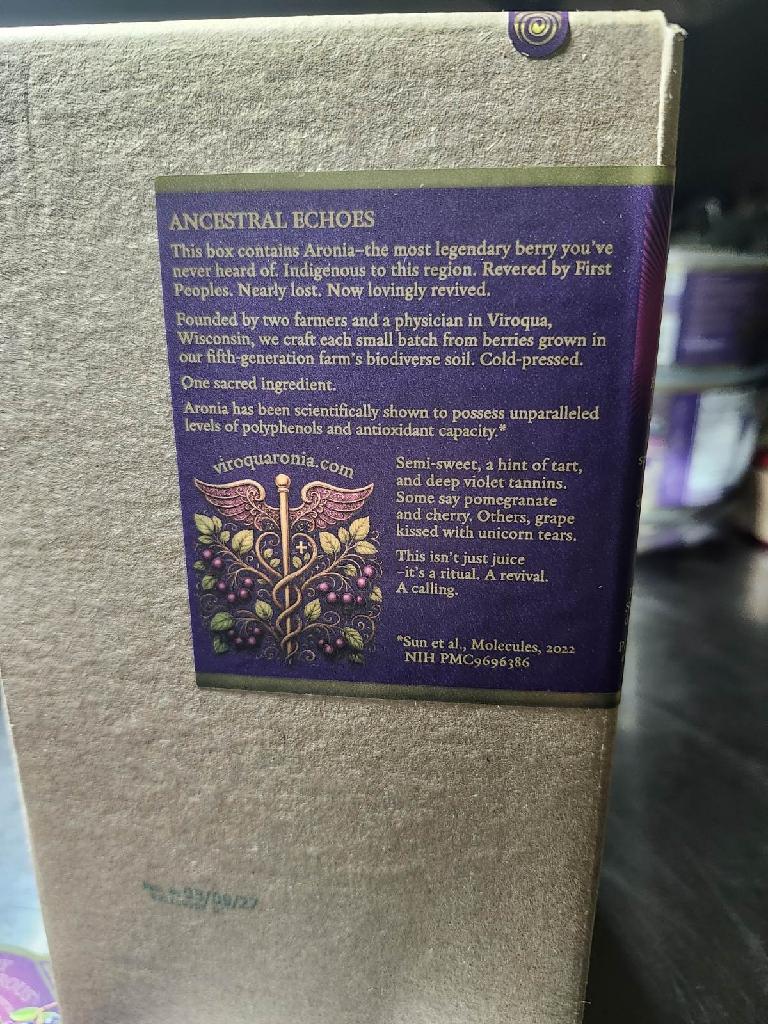 ANCESTRAL ECHOES
This box contains Aronia–the most legendary berry you've
never heard of. Indigenous to this region. Revered by First
Peoples. Nearly lost. Now lovingly revived.
Founded by two farmers and a physician in Viroqua,
Wisconsin, we craft each small batch from berries grown in
our fifth-generation farm's biodiverse soil. Cold-pressed.
One sacred ingredient.
Aronia has been scientifically shown to possess unparalleled
levels of polyphenols and antioxidant capacity.*
viroquaronia.com
Semi-sweet, a hint of tart,
and deep violet tannins.
Some say pomegranate
and cherry. Others, grape
kissed with unicorn tears.
This isn't just juice
–it's a ritual. A revival.
A calling.
*Sun et al., Molecules, 2022
NIH PMC9696386